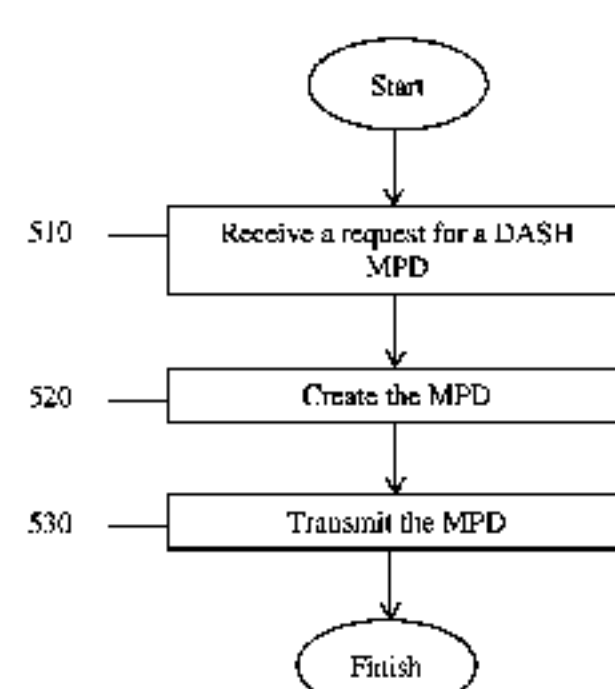 Start
510
Receive a request for a DASH
MPD
520
Create the MPD
530
Transmit the MPD
Finish